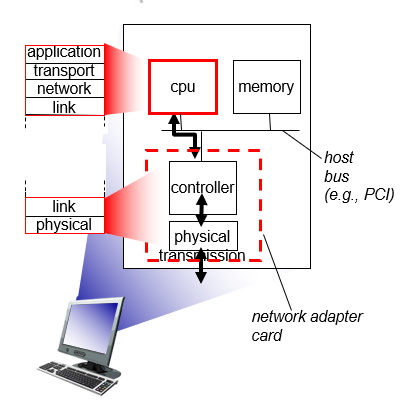 application
transport
network
link
cpu
memory
host
bus
(e.g., PCI)
controller
link
physical
physical
transmission
network adapter
card